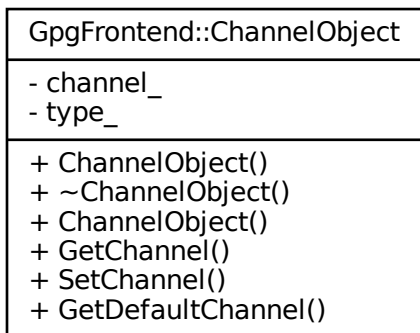 GpgFrontend::ChannelObject
- channel_
- type_
+ ChannelObject()
+ ~ChannelObject()
+ ChannelObject()
+ GetChannel()
+ SetChannel()
+ GetDefaultChannel()